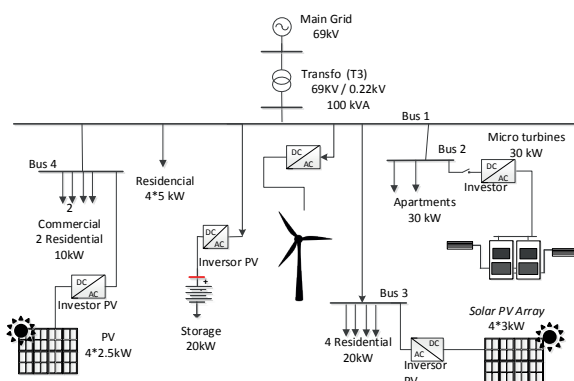 Main Grid
69kV
Transfo (T3)
69KV / 0.22kV
100 kVA
Bus 1
Bus 2
Micro turbines
30 kW
DC
AC
Investor
Apartments
30 kW
DC
AC
Bus 4
2
Commercial
2 Residential
10kW
Residencial
4*5 kW
DC
AC
Inversor PV
Storage
20kW
DC
AC
Investor PV
PV
4*2.5kW
Bus 3
4 Residential
20kW
DC
AC
Inversor
PV
Solar PV Array
4*3kW
+